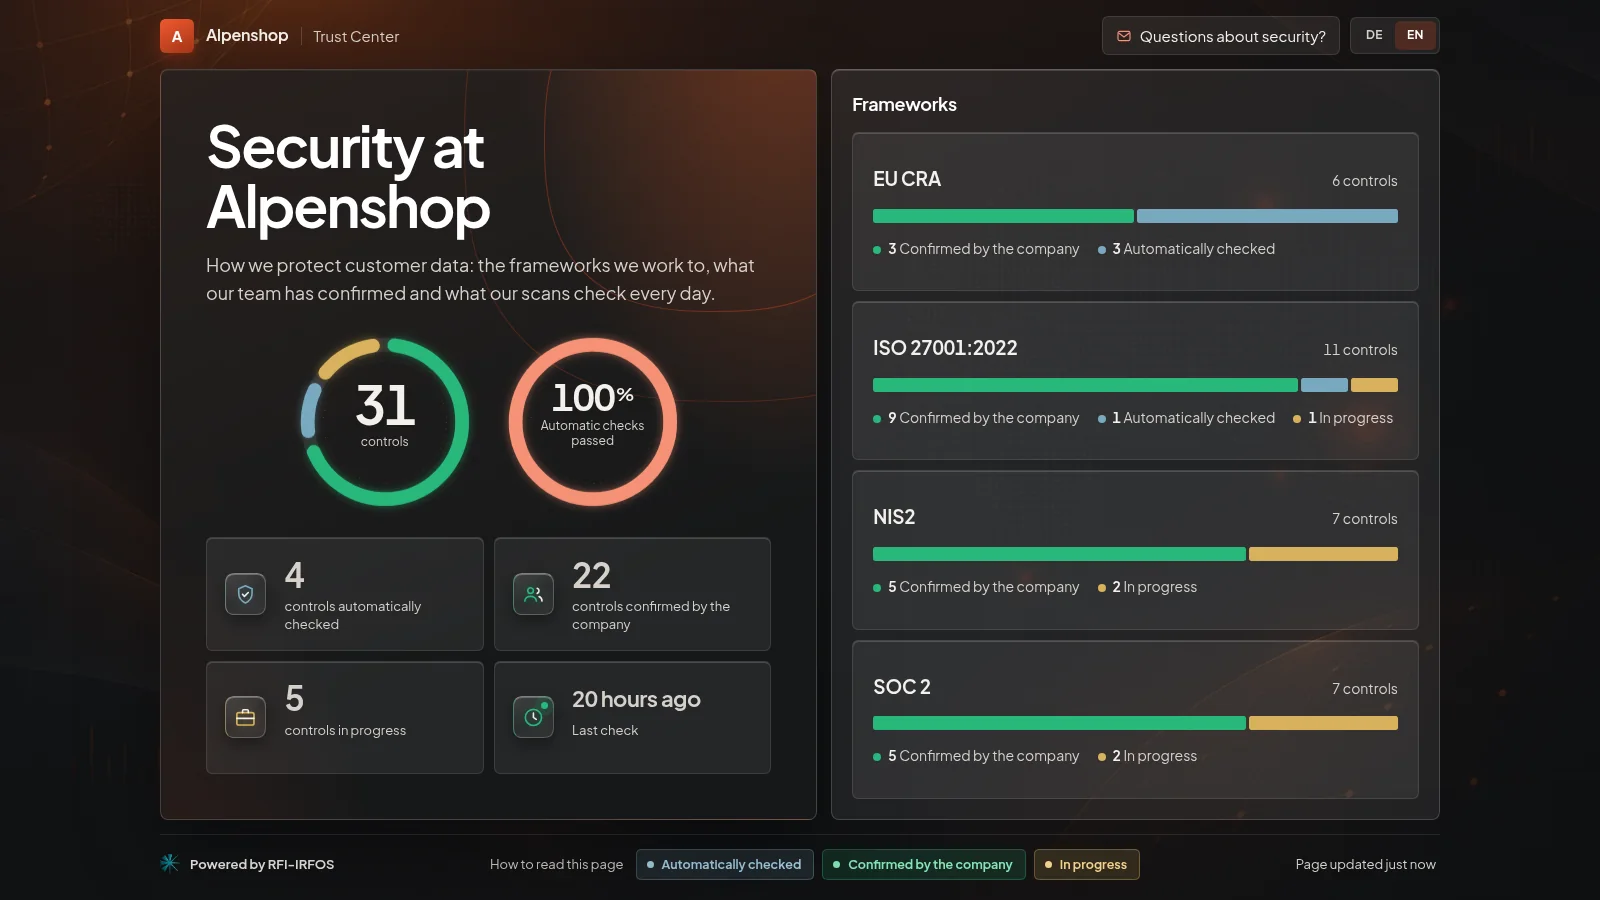 A
Alpenshop
Trust Center
Questions about security?
DE
EN
Security at
Alpenshop
How we protect customer data: the frameworks we work to, what
our team has confirmed and what our scans check every day.
31
controls
100%
Automatic checks
passed
4
controls automatically
checked
22
controls confirmed by the
company
5
controls in progress
20 hours ago
Last check
Frameworks
EU CRA
6 controls
3 Confirmed by the company
3 Automatically checked
ISO 27001:2022
11 controls
9 Confirmed by the company
1 Automatically checked
1 In progress
NIS2
7 controls
5 Confirmed by the company
2 In progress
SOC 2
7 controls
5 Confirmed by the company
2 In progress
Powered by RFI-IRFOS
How to read this page
Automatically checked
Confirmed by the company
In progress
Page updated just now